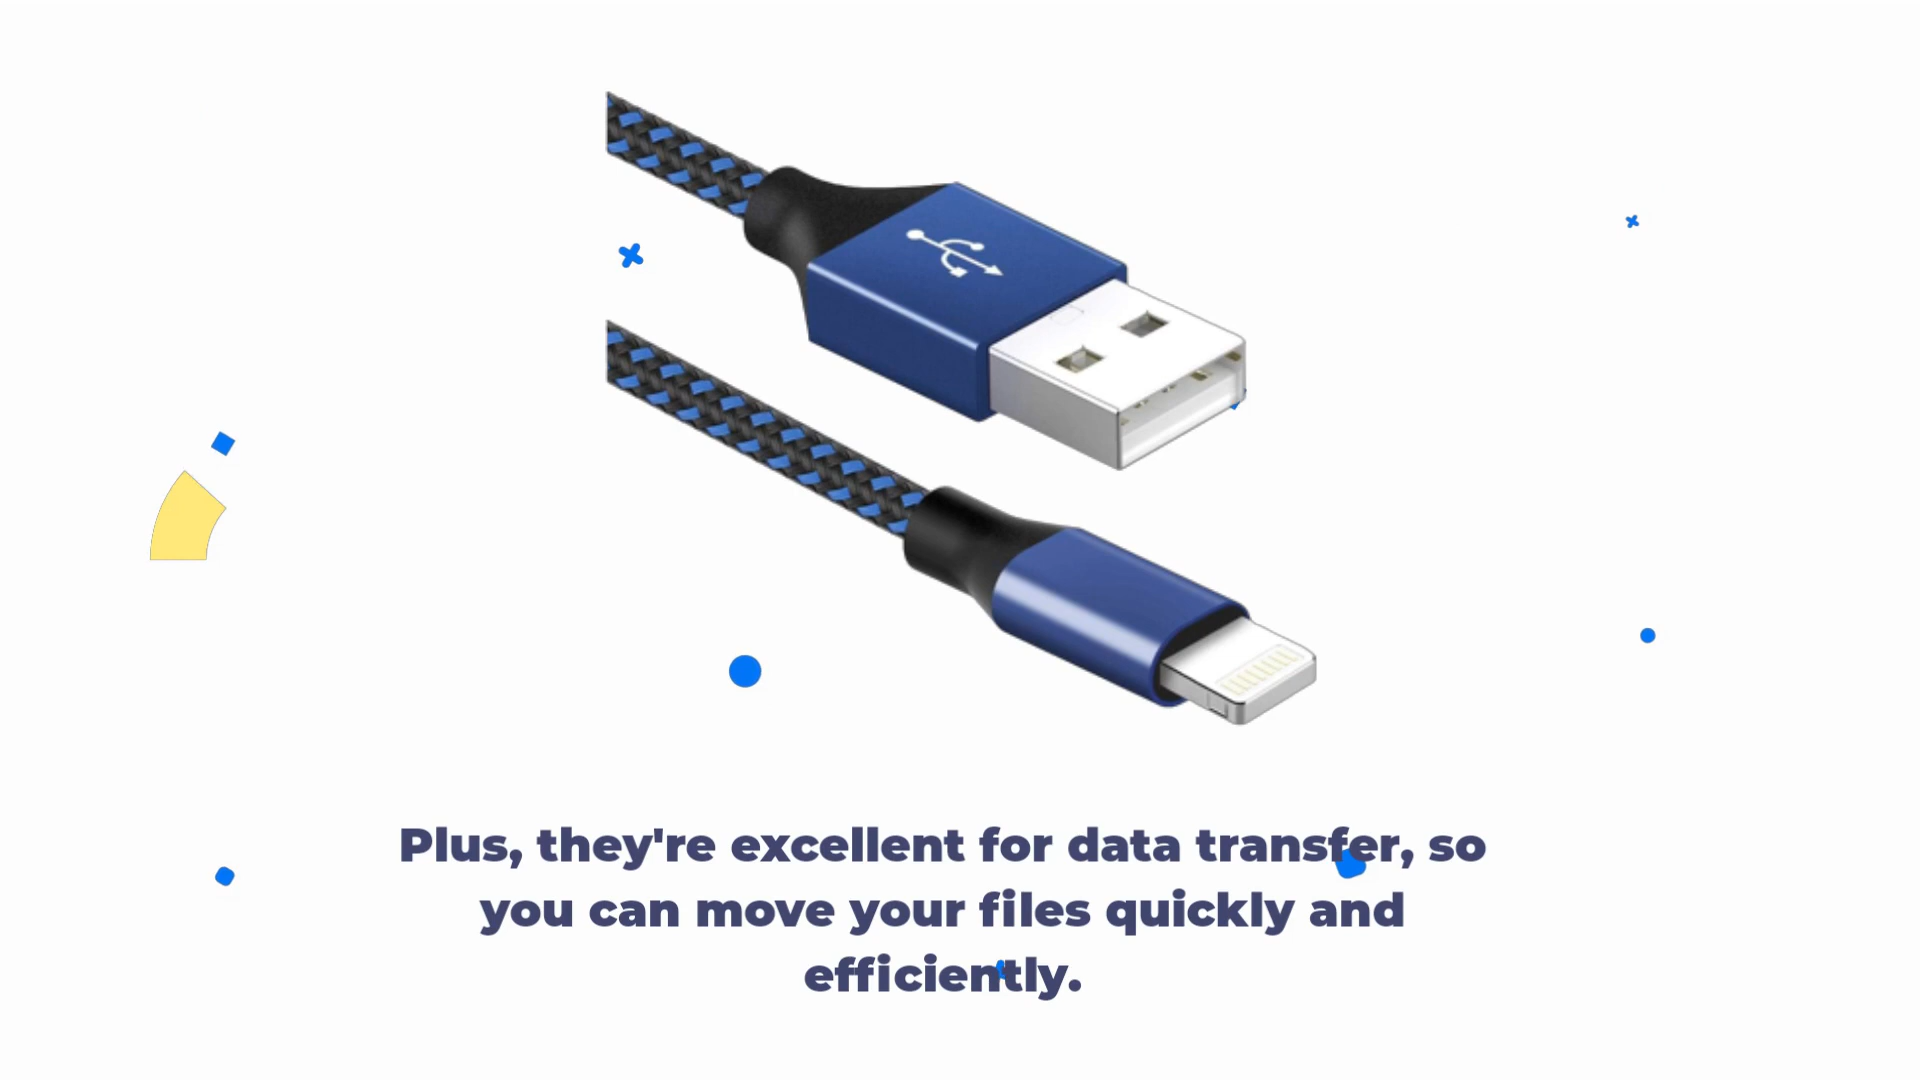 Plus, they're excellent for data transfer, so
you can move your files quickly and
efficiently.